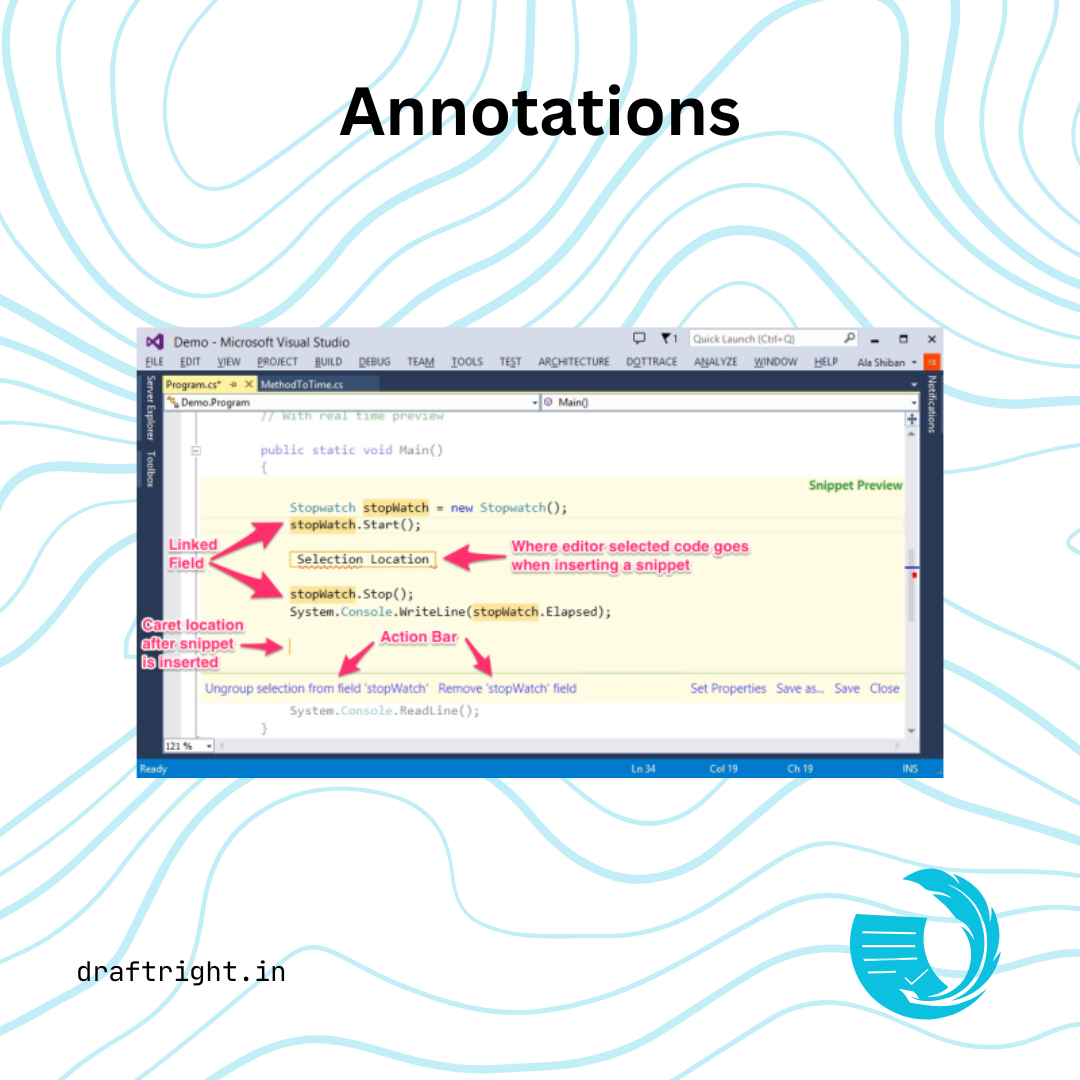 Annotations
Demo - Microsoft Visual Studio
1
Quick Launch (Ctrl+Q)
FILE EDIT VIEW PROJECT BUILD DEBUG TEAM TOOLS TEST ARCHITECTURE DOTTRACE ANALYZE WINDOW HELP Ala Shiban AS
Server Explorer
Toolbox
Notifications
Program.cs* MethodToTime.cs
Demo.Program Main()
// With real time preview
public static void Main()
{
Snippet Preview
Stopwatch stopWatch = new Stopwatch();
stopWatch.Start();
Linked
Field
Selection Location
Where editor selected code goes
when inserting a snippet
stopWatch.Stop();
System.Console.WriteLine(stopWatch.Elapsed);
Caret location
after snippet
is inserted
Action Bar
Ungroup selection from field 'stopWatch' Remove 'stopWatch' field Set Properties Save as... Save Close
System.Console.ReadLine();
}
121 %
Ready Ln 34 Col 19 Ch 19 INS
draftright.in